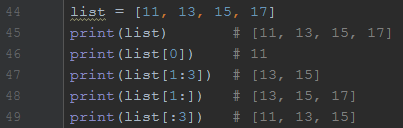 44 list = [11, 13, 15, 17]
45 print(list)        # [11, 13, 15, 17]
46 print(list[0])     # 11
47 print(list[1:3])   # [13, 15]
48 print(list[1:])    # [13, 15, 17]
49 print(list[:3])    # [11, 13, 15]